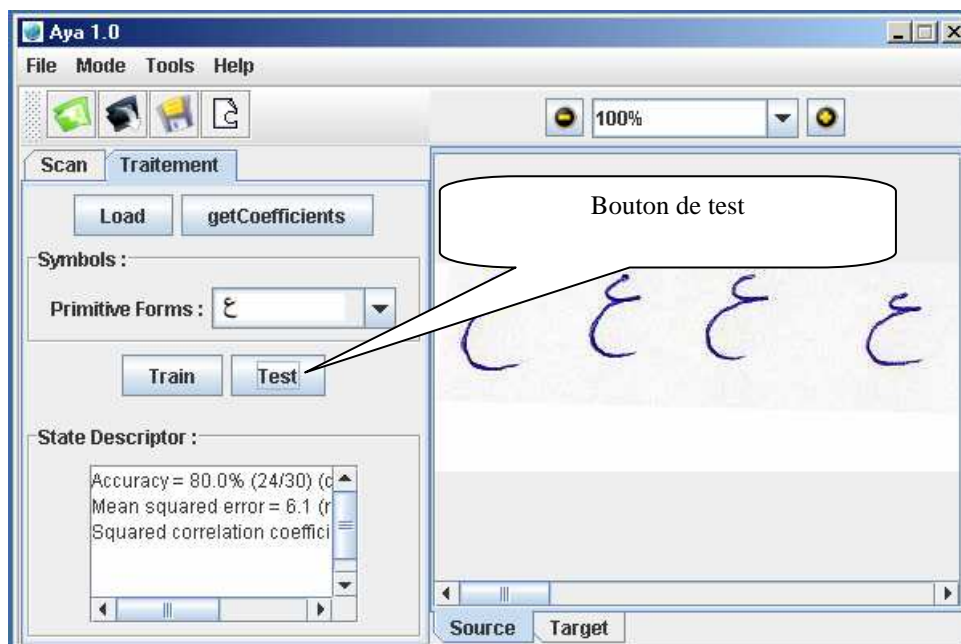 Aya 1.0
File Mode Tools Help
100%
Scan Traitement
Load getCoefficients
Bouton de test
Symbols :
Primitive Forms : ع
ع ع ع ع
Train Test
State Descriptor :
Accuracy = 80.0% (24/30) (c
Mean squared error = 6.1 (r
Squared correlation coeffici
Source Target